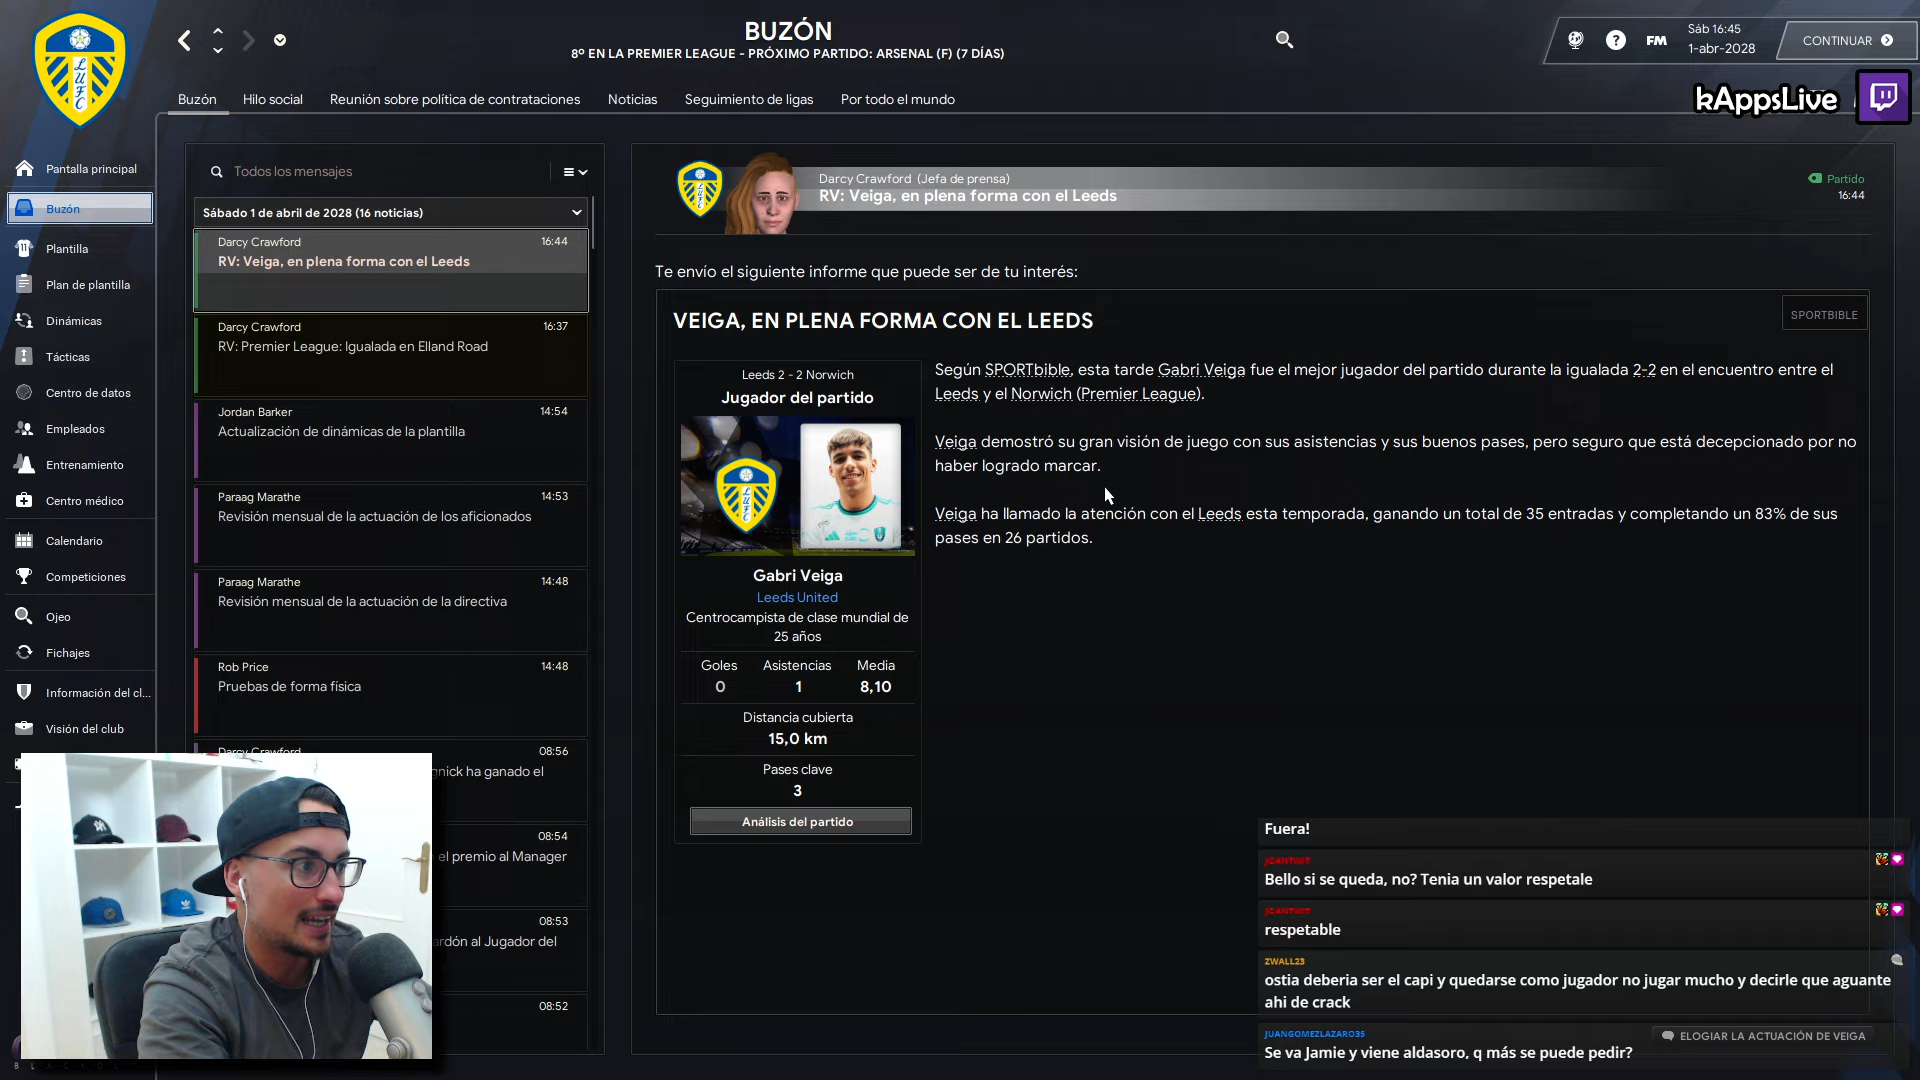 BUZÓN
8º EN LA PREMIER LEAGUE - PRÓXIMO PARTIDO: ARSENAL (F) (7 DÍAS)
FM
Sáb 16:45
1-abr-2028
CONTINUAR
LUFC
Buzón
Hilo social
Reunión sobre política de contrataciones
Noticias
Seguimiento de ligas
Por todo el mundo
kAppsLive
Pantalla principal
Buzón
Plantilla
Plan de plantilla
Dinámicas
Tácticas
Centro de datos
Empleados
Entrenamiento
Centro médico
Calendario
Competiciones
Ojeo
Fichajes
Información del cl...
Visión del club
Todos los mensajes
Sábado 1 de abril de 2028 (16 noticias)
Darcy Crawford 16:44
RV: Veiga, en plena forma con el Leeds
Darcy Crawford 16:37
RV: Premier League: Igualada en Elland Road
Jordan Barker 14:54
Actualización de dinámicas de la plantilla
Paraag Marathe 14:53
Revisión mensual de la actuación de los aficionados
Paraag Marathe 14:48
Revisión mensual de la actuación de la directiva
Rob Price 14:48
Pruebas de forma física
Darcy Crawford 08:56
gnick ha ganado el
08:54
el premio al Manager
08:53
ardón al Jugador del
08:52
Darcy Crawford (Jefa de prensa)
RV: Veiga, en plena forma con el Leeds
Partido
16:44
Te envío el siguiente informe que puede ser de tu interés:
VEIGA, EN PLENA FORMA CON EL LEEDS
SPORTBIBLE
Leeds 2 - 2 Norwich
Jugador del partido
Gabri Veiga
Leeds United
Centrocampista de clase mundial de
25 años
Goles Asistencias Media
0 1 8,10
Distancia cubierta
15,0 km
Pases clave
3
Análisis del partido
Según SPORTbible, esta tarde Gabri Veiga fue el mejor jugador del partido durante la igualada 2-2 en el encuentro entre el
Leeds y el Norwich (Premier League).
Veiga demostró su gran visión de juego con sus asistencias y sus buenos pases, pero seguro que está decepcionado por no
haber logrado marcar.
Veiga ha llamado la atención con el Leeds esta temporada, ganando un total de 35 entradas y completando un 83% de sus
pases en 26 partidos.
Fuera!
JOANTWIT
Bello si se queda, no? Tenia un valor respetale
JOANTWIT
respetable
ZWALL23
ostia deberia ser el capi y quedarse como jugador no jugar mucho y decirle que aguante
ahi de crack
JUANGOMEZLAZARO35
Se va Jamie y viene aldasoro, q más se puede pedir?
ELOGIAR LA ACTUACIÓN DE VEIGA